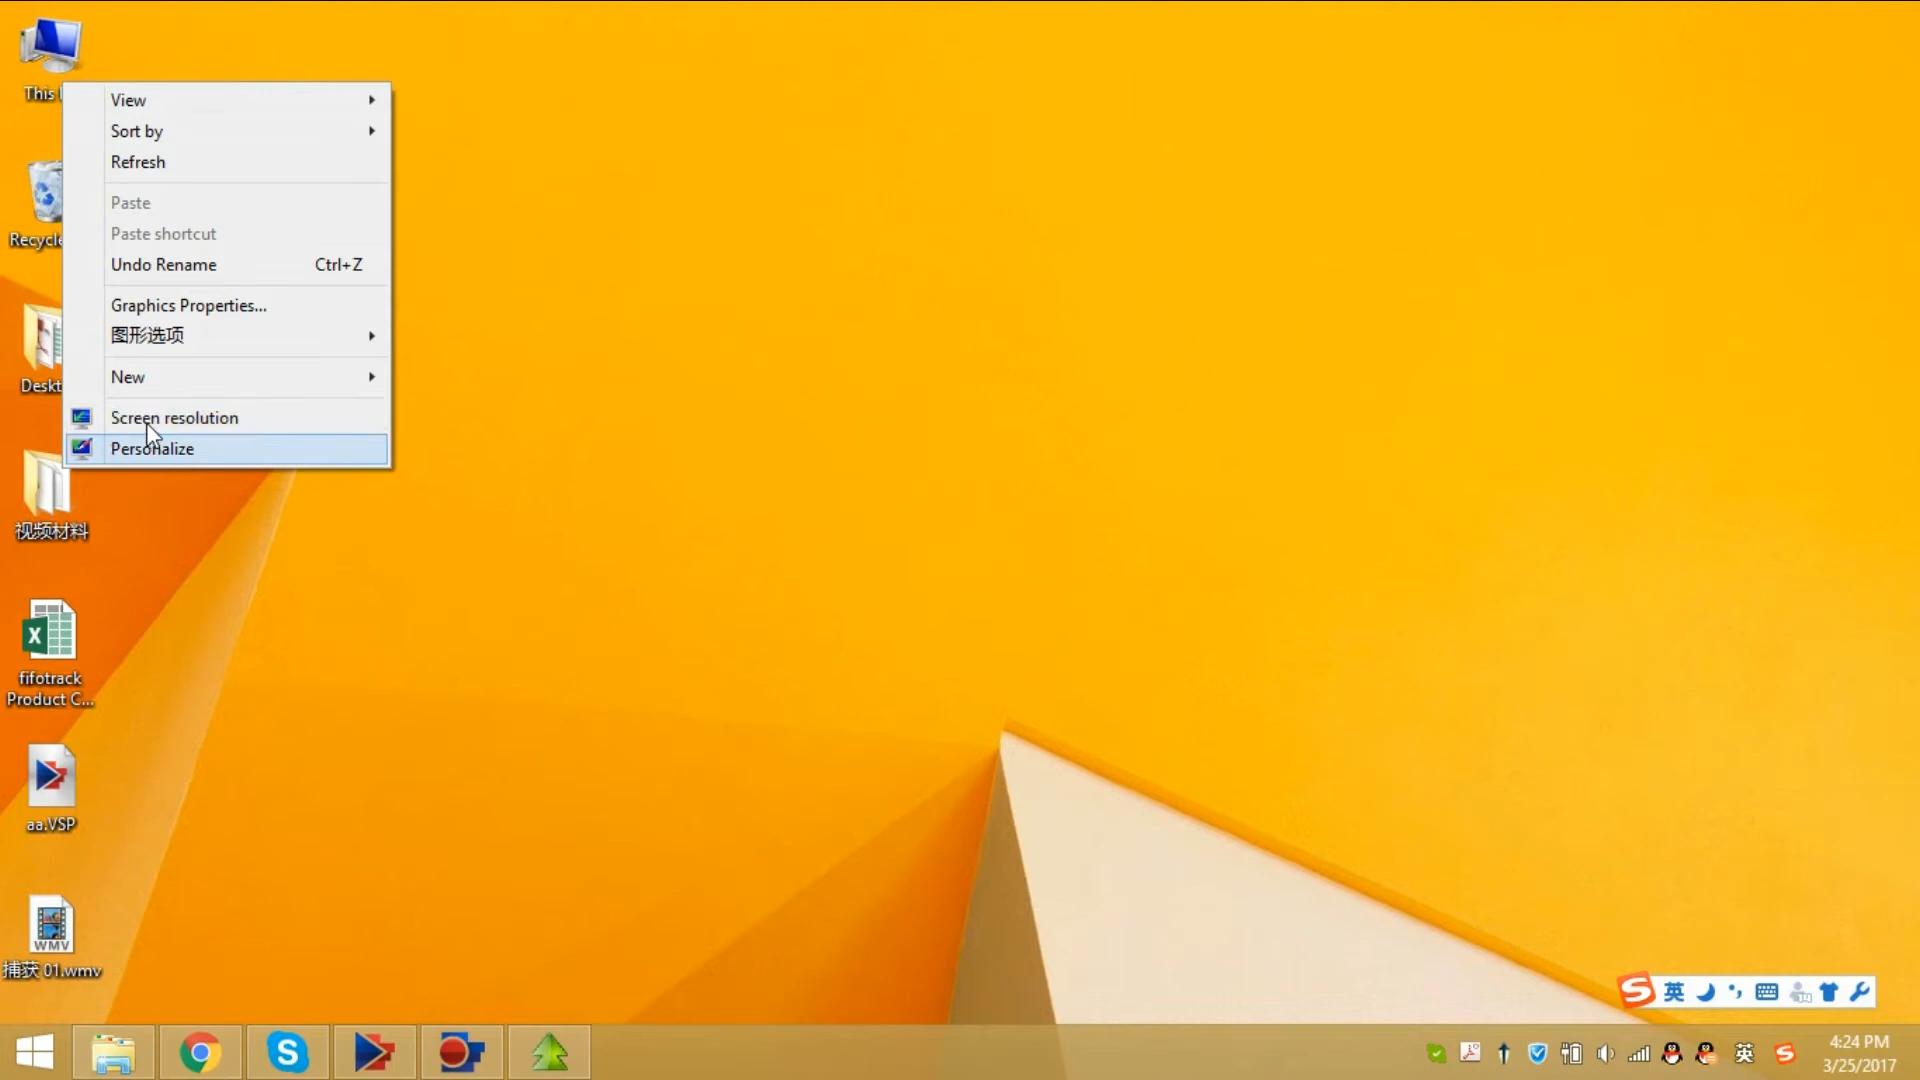 This
View
Sort by
Refresh
Paste
Paste shortcut
Undo Rename Ctrl+Z
Graphics Properties...
图形选项
New
Screen resolution
Personalize
Recycle
Deskt
视频材料
X
fifotrack
Product C...
aa.VSP
WMV
捕获 01.wmv
S 英
S
英 S
4:24 PM
3/25/2017